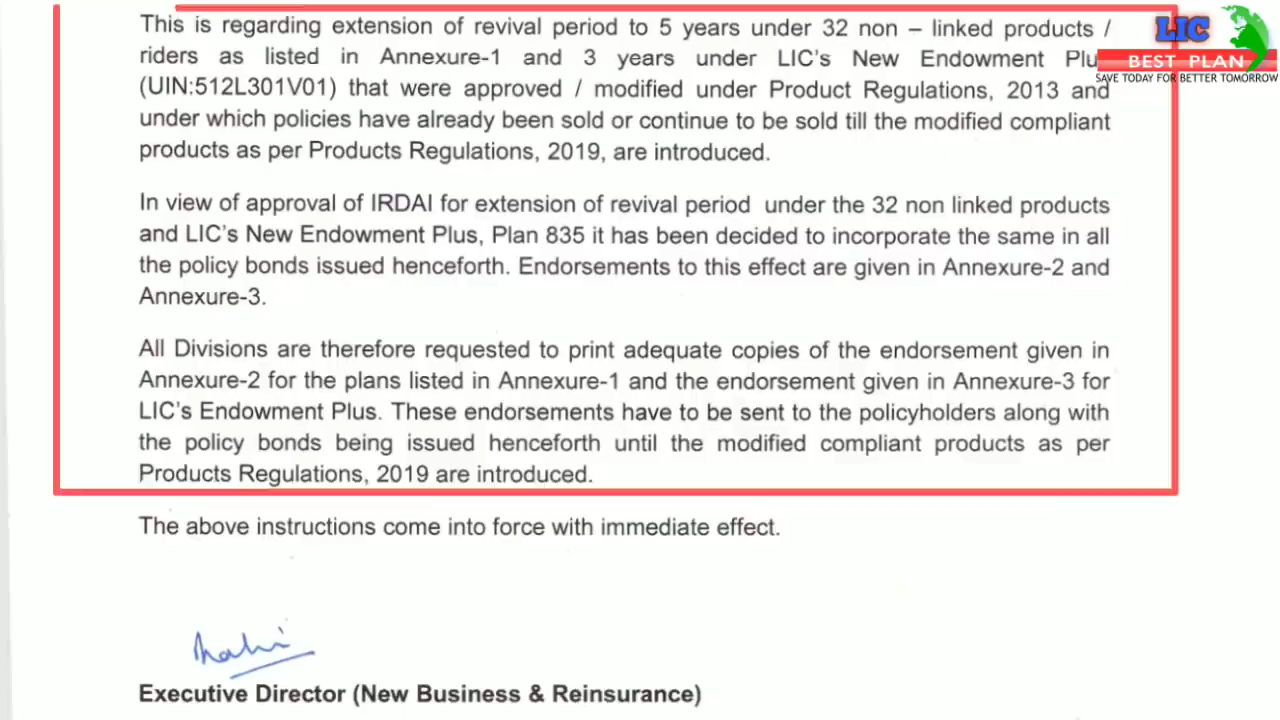 This is regarding extension of revival period to 5 years under 32 non – linked products /
riders as listed in Annexure-1 and 3 years under LIC's New Endowment Plu
(UIN:512L301V01) that were approved / modified under Product Regulations, 2013 and
under which policies have already been sold or continue to be sold till the modified compliant
products as per Products Regulations, 2019, are introduced.
In view of approval of IRDAI for extension of revival period under the 32 non linked products
and LIC's New Endowment Plus, Plan 835 it has been decided to incorporate the same in all
the policy bonds issued henceforth. Endorsements to this effect are given in Annexure-2 and
Annexure-3.
All Divisions are therefore requested to print adequate copies of the endorsement given in
Annexure-2 for the plans listed in Annexure-1 and the endorsement given in Annexure-3 for
LIC's Endowment Plus. These endorsements have to be sent to the policyholders along with
the policy bonds being issued henceforth until the modified compliant products as per
Products Regulations, 2019 are introduced.
The above instructions come into force with immediate effect.
Executive Director (New Business & Reinsurance)
LIC
BEST PLAN
SAVE TODAY FOR BETTER TOMORROW